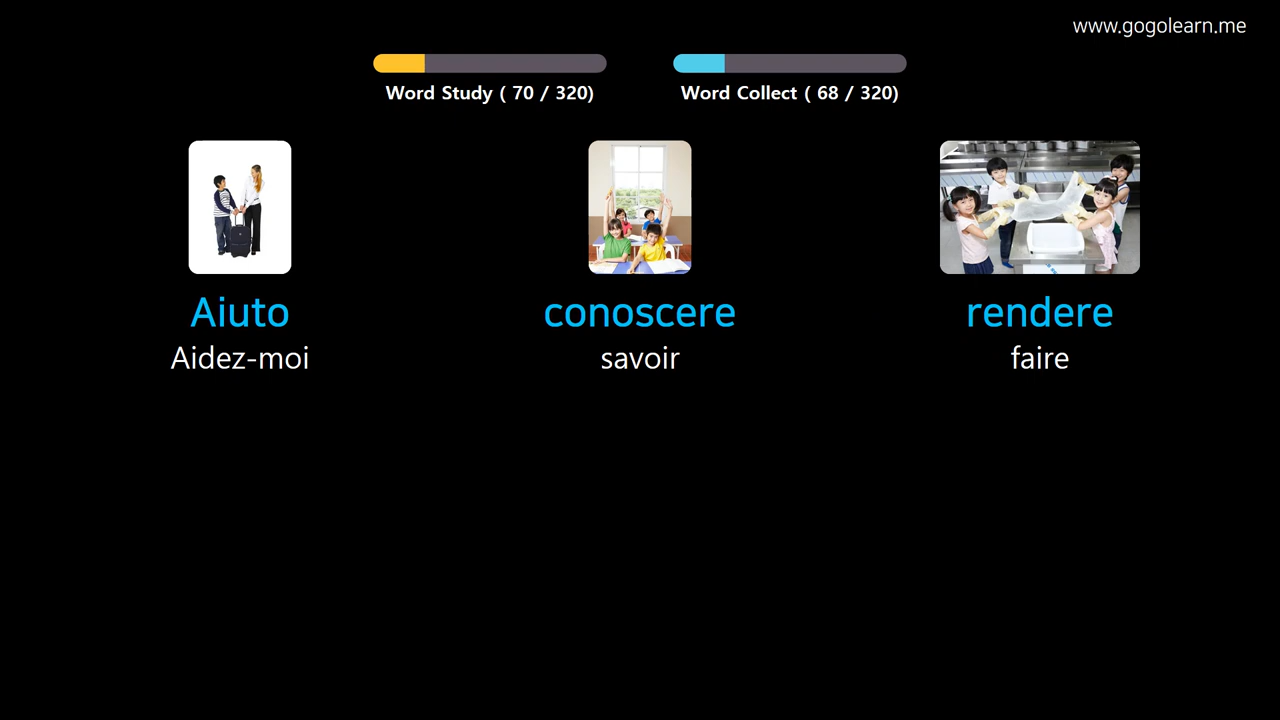 www.gogolearn.me
Word Study ( 70 / 320)
Word Collect ( 68 / 320)
Aiuto
Aidez-moi
conoscere
savoir
rendere
faire